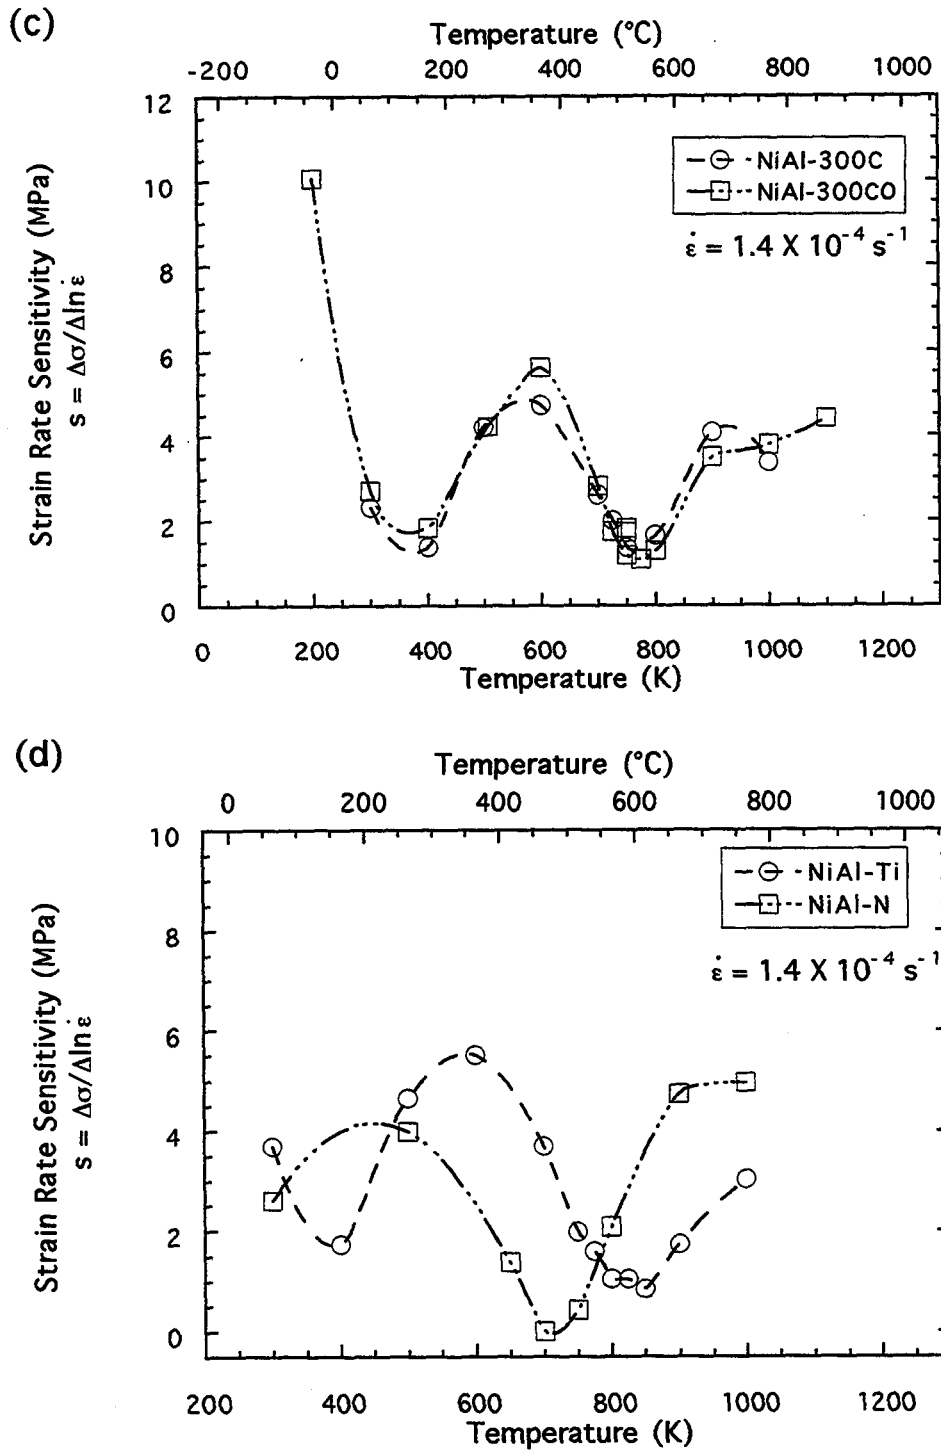 (c)
Temperature (°C)
-200 0 200 400 600 800 1000
12
10
8
6
4
2
0
Strain Rate Sensitivity (MPa)
s = Δσ/Δlnε̇
NiAl-300C
NiAl-300CO
ε̇ = 1.4 X 10⁻⁴ s⁻¹
0 200 400 600 800 1000 1200
Temperature (K)
(d)
Temperature (°C)
0 200 400 600 800 1000
10
8
6
4
2
0
Strain Rate Sensitivity (MPa)
s = Δσ/Δlnε̇
NiAl-Ti
NiAl-N
ε̇ = 1.4 X 10⁻⁴ s⁻¹
200 400 600 800 1000 1200
Temperature (K)